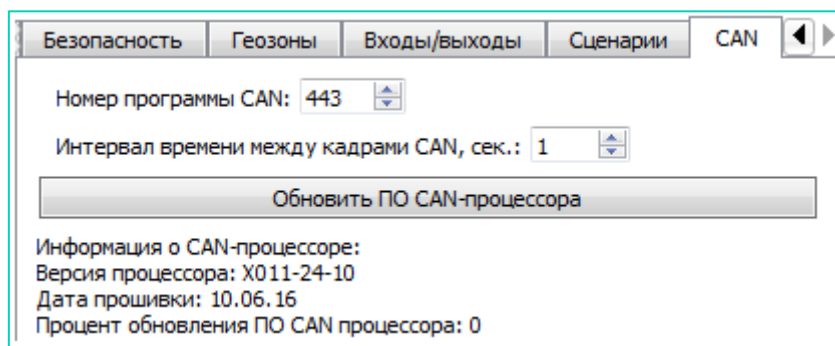 Безопасность Геозоны Входы/выходы Сценарии CAN
Номер программы CAN: 443
Интервал времени между кадрами CAN, сек.: 1
Обновить ПО CAN-процессора
Информация о CAN-процессоре:
Версия процессора: X011-24-10
Дата прошивки: 10.06.16
Процент обновления ПО CAN процессора: 0